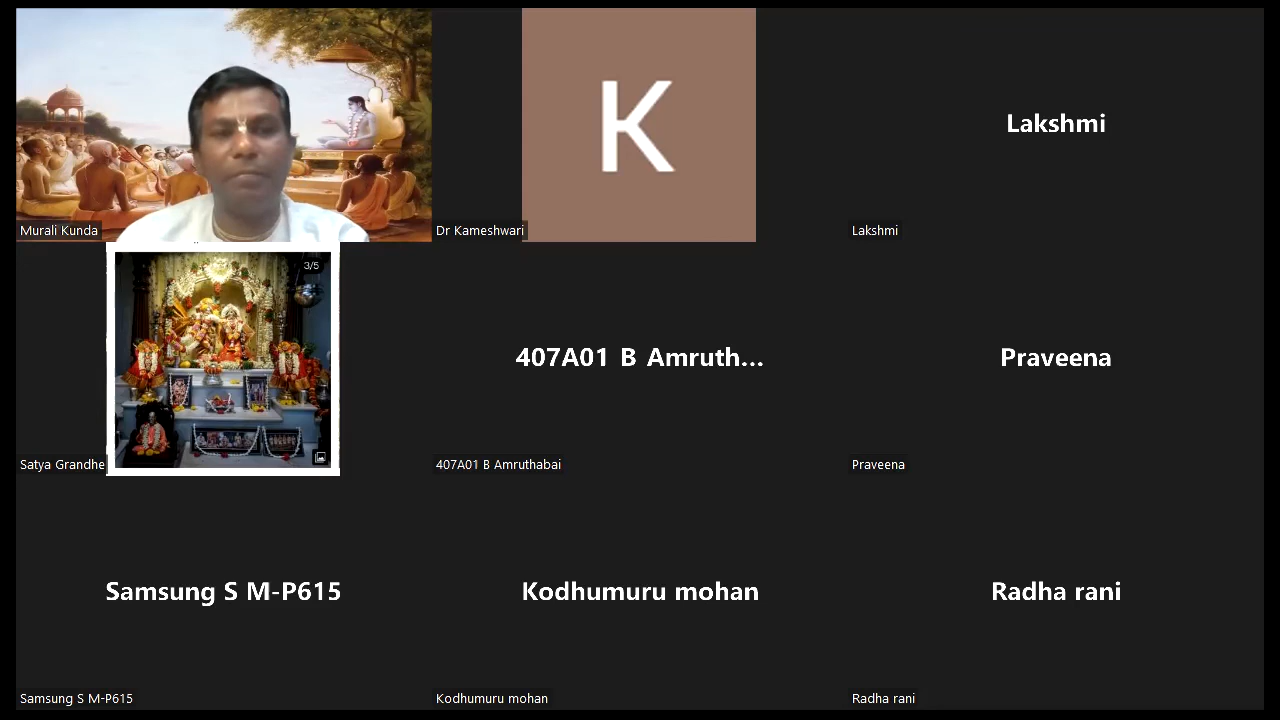 K
Lakshmi
Murali Kunda
Dr Kameshwari
Lakshmi
3/5
407A01 B Amruth...
Praveena
Satya Grandhe
407A01 B Amruthabai
Praveena
Samsung S M-P615
Kodhumuru mohan
Radha rani
Samsung S M-P615
Kodhumuru mohan
Radha rani